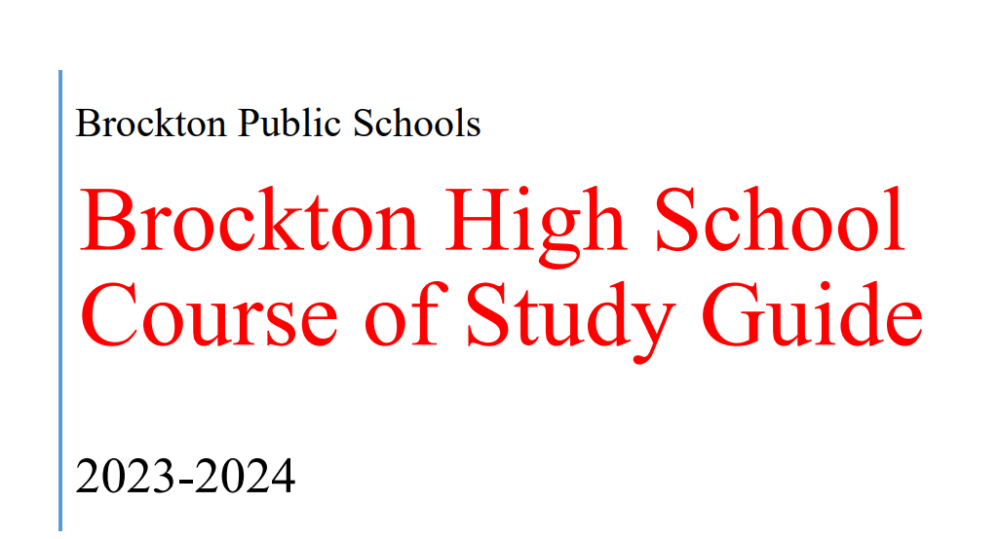 Brockton Public Schools
Brockton High School
Course of Study Guide
2023-2024